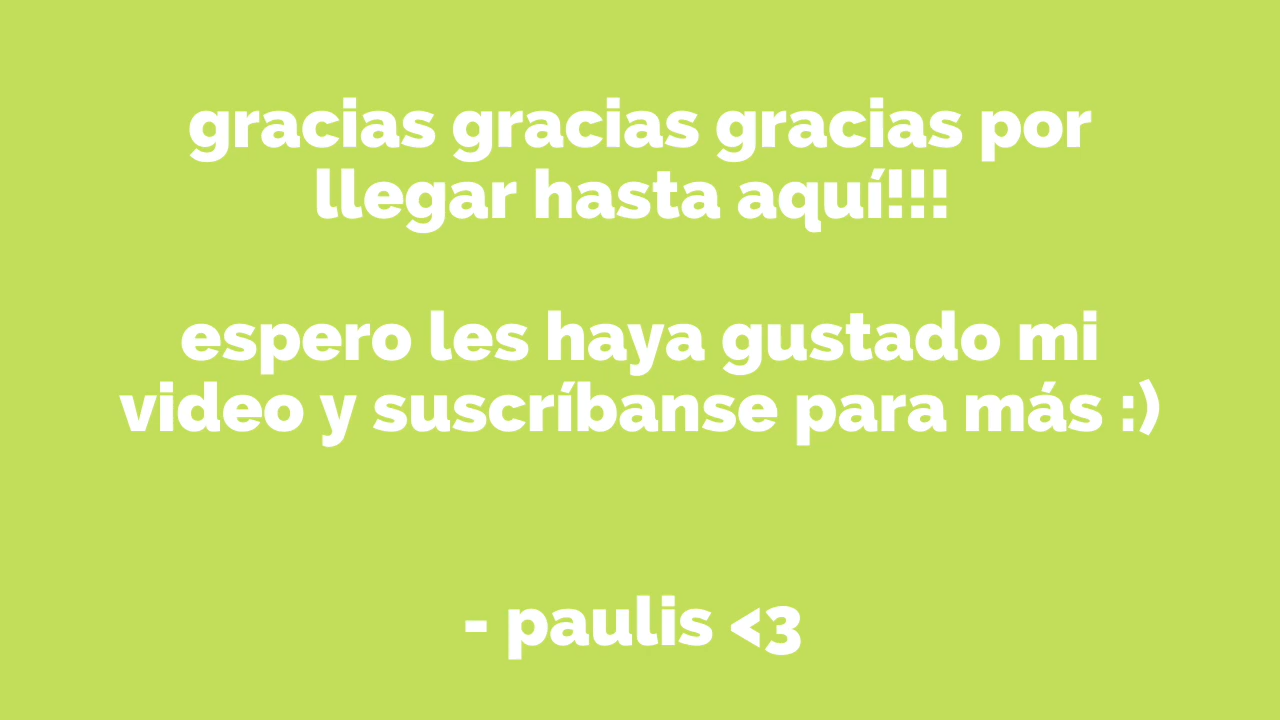 gracias gracias gracias por
llegar hasta aquí!!!
espero les haya gustado mi
video y suscríbanse para más :)
- paulis <3